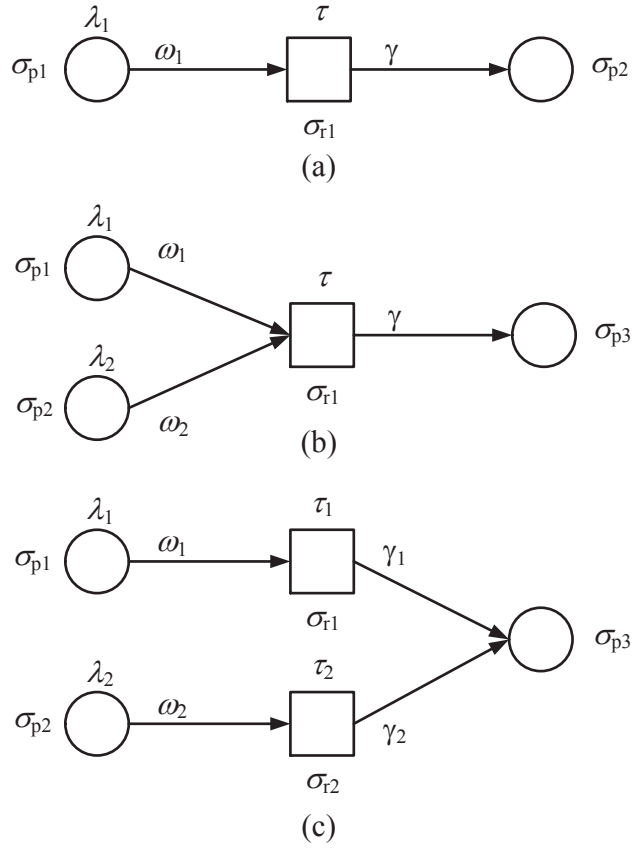 λ1 τ
σp1 ω1 γ σp2
σr1
(a)
λ1
ω1
σp1 τ
γ
λ2 σp3
σr1
σp2
ω2
(b)
λ1 τ1
ω1 γ1
σp1
σr1
σp3
λ2 τ2
σp2 ω2
γ2
σr2
(c)